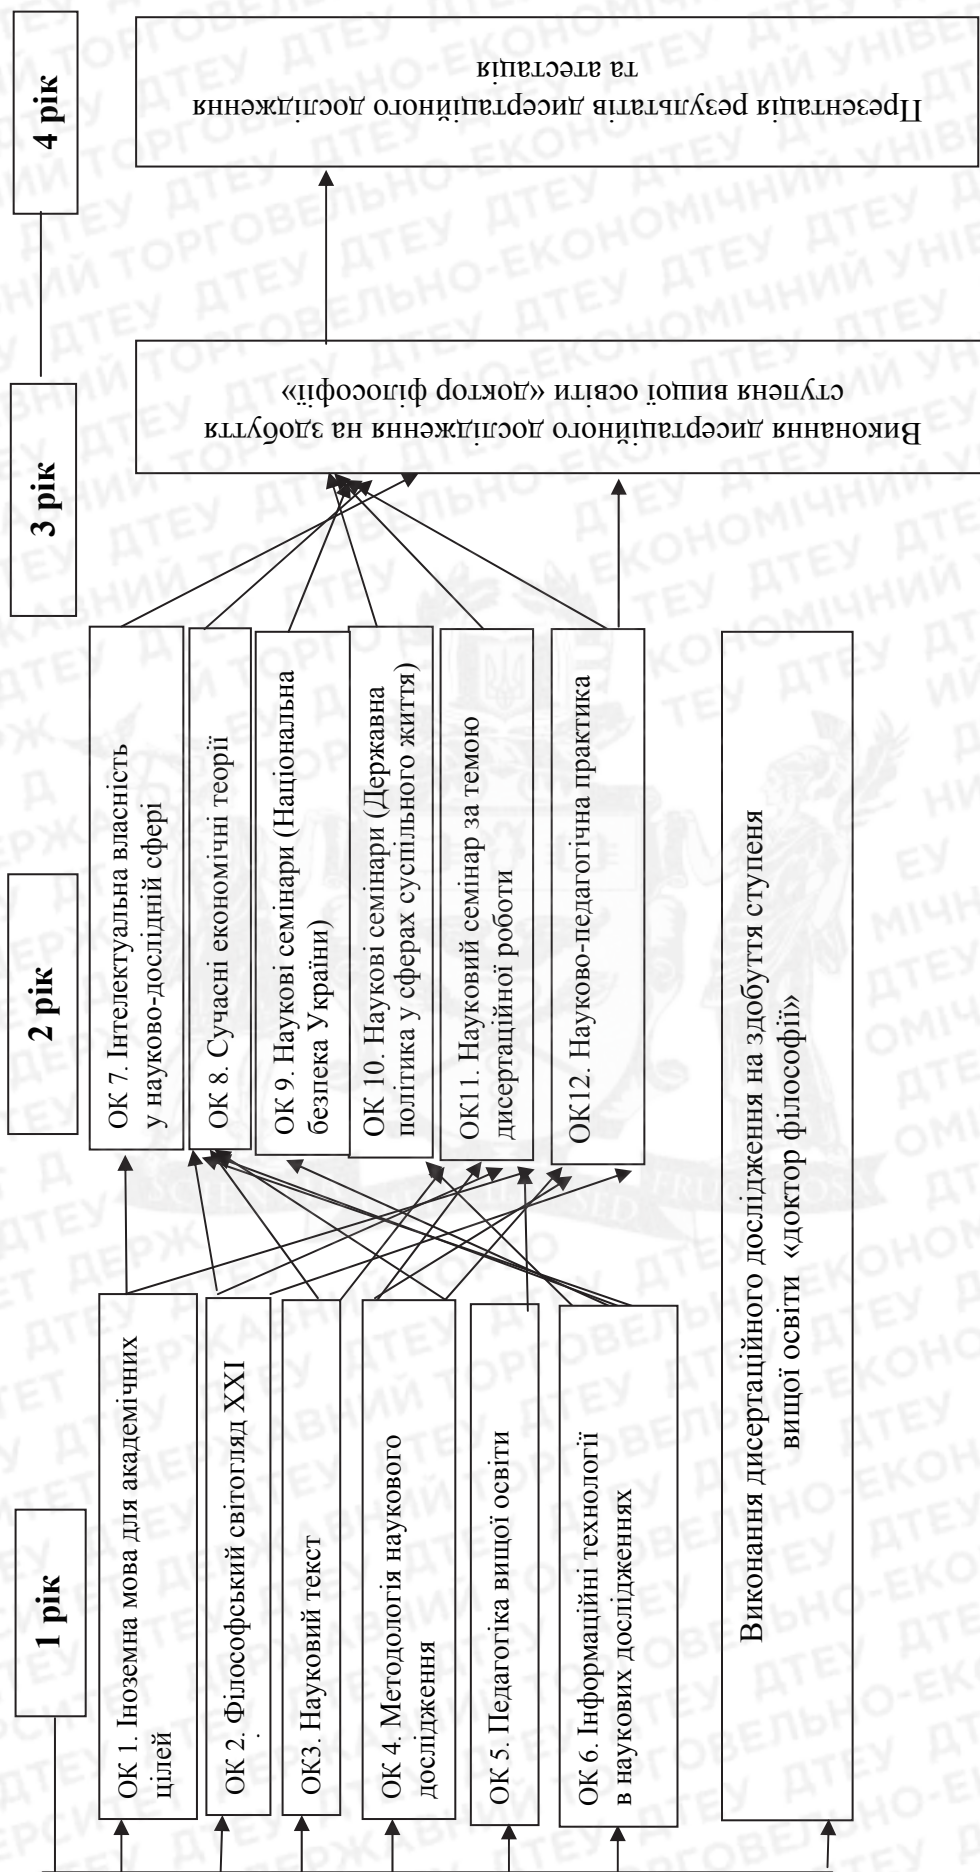 1 рік
2 рік
3 рік
4 рік
ОК 1. Іноземна мова для академічних
цілей
ОК 2. Філософський світогляд ХХІ
ОК3. Науковий текст
ОК 4. Методологія наукового
дослідження
ОК 5. Педагогіка вищої освіти
ОК 6. Інформаційні технології
в наукових дослідженнях
ОК 7. Інтелектуальна власність
у науково-дослідній сфері
ОК 8. Сучасні економічні теорії
ОК 9. Наукові семінари (Національна
безпека України)
ОК 10. Наукові семінари (Державна
політика у сферах суспільного життя)
ОК11. Науковий семінар за темою
дисертаційної роботи
ОК12. Науково-педагогічна практика
Виконання дисертаційного дослідження на здобуття ступеня
вищої освіти «доктор філософії»
Виконання дисертаційного дослідження на здобуття
ступеня вищої освіти «доктор філософії»
Презентація результатів дисертаційного дослідження
та атестація